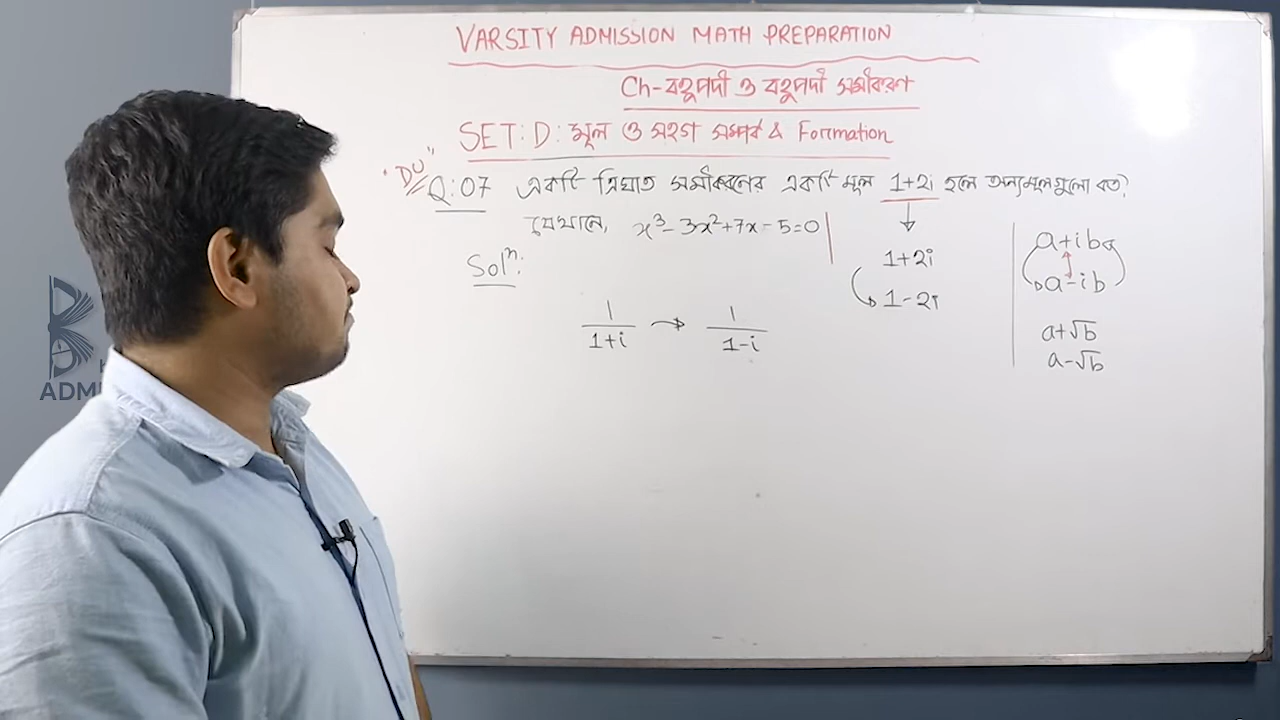 VARSITY ADMISSION MATH PREPARATION
Ch-বহুপদী ও বহুপদী সমীকরণ
SET: D: মূল ও সহগ সম্পর্ক & Formation
"DU"
Q: 07 একটি ত্রিঘাত সমীকরণের একটি মূল 1+2i হলে অন্যমূলগুলো কত?
যেখানে, x³-3x²+7x-5=0
Solⁿ:
1/1+i → 1/1-i
1+2i
1-2i
a+ib
a-ib
a+√b
a-√b
ADM